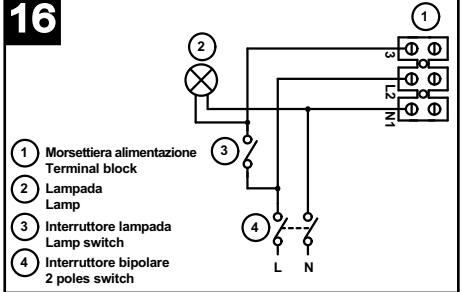 16
1
2
3
L2
N1
3
4
L
N
1 Morsettiera alimentazione
Terminal block
2 Lampada
Lamp
3 Interruttore lampada
Lamp switch
4 Interruttore bipolare
2 poles switch